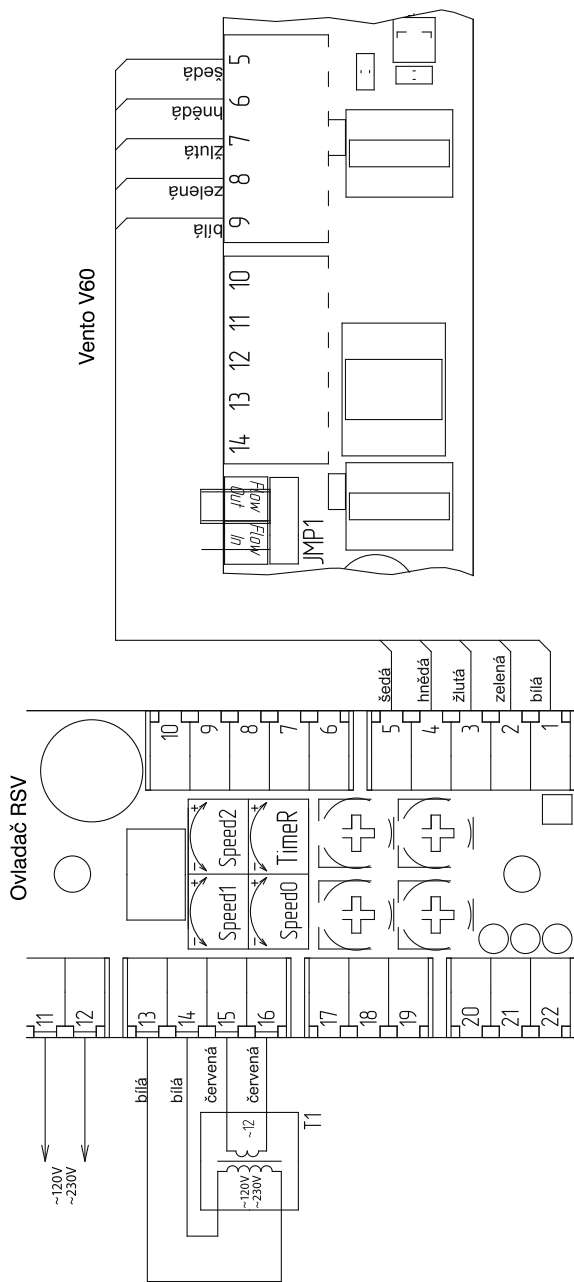 Vento V60
šedá
hnědá
žlutá
zelená
bílá
5
6
7
8
9
10
11
12
13
14
Flow Out
Flow In
JMP1
šedá
hnědá
žlutá
zelená
bílá
Ovladač RSV
10
9
8
7
6
5
4
3
2
1
- + Speed1
- + Speed2
- + Speed0
- + TimeR
11
12
13
14
15
16
17
18
19
20
21
22
~120V
~230V
bílá
bílá
červená
červená
~12
~120V
~230V
T1